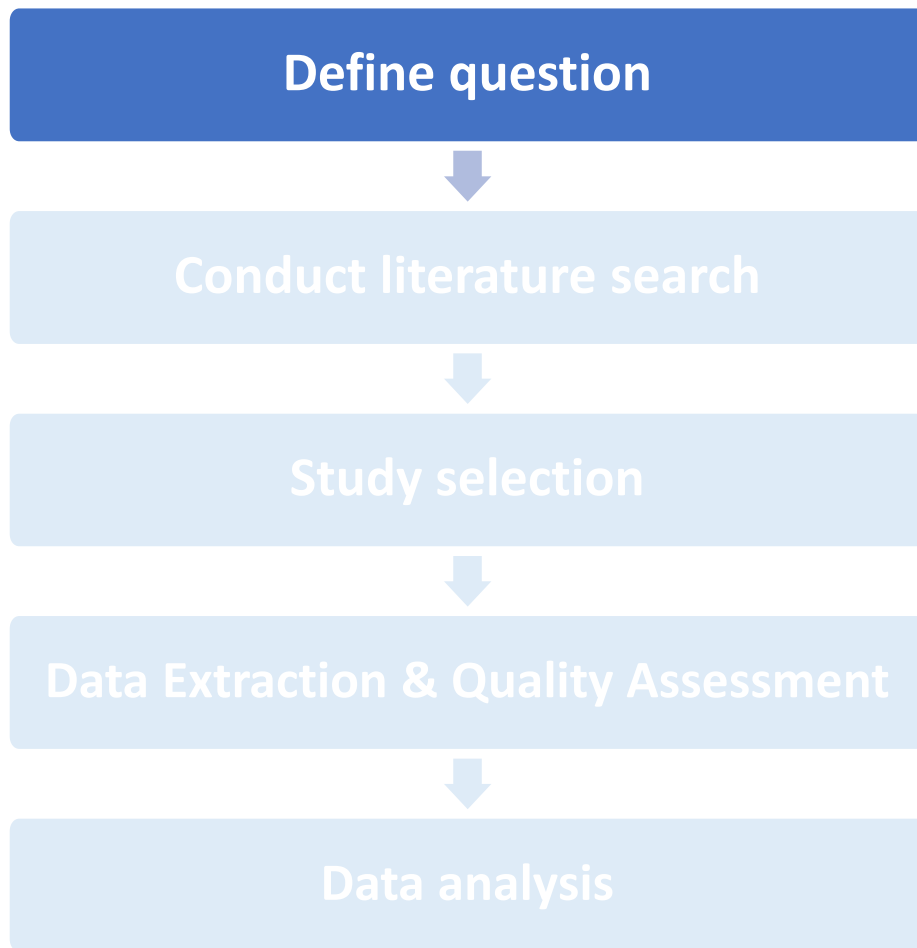 Define question
Conduct literature search
Study selection
Data Extraction & Quality Assessment
Data analysis